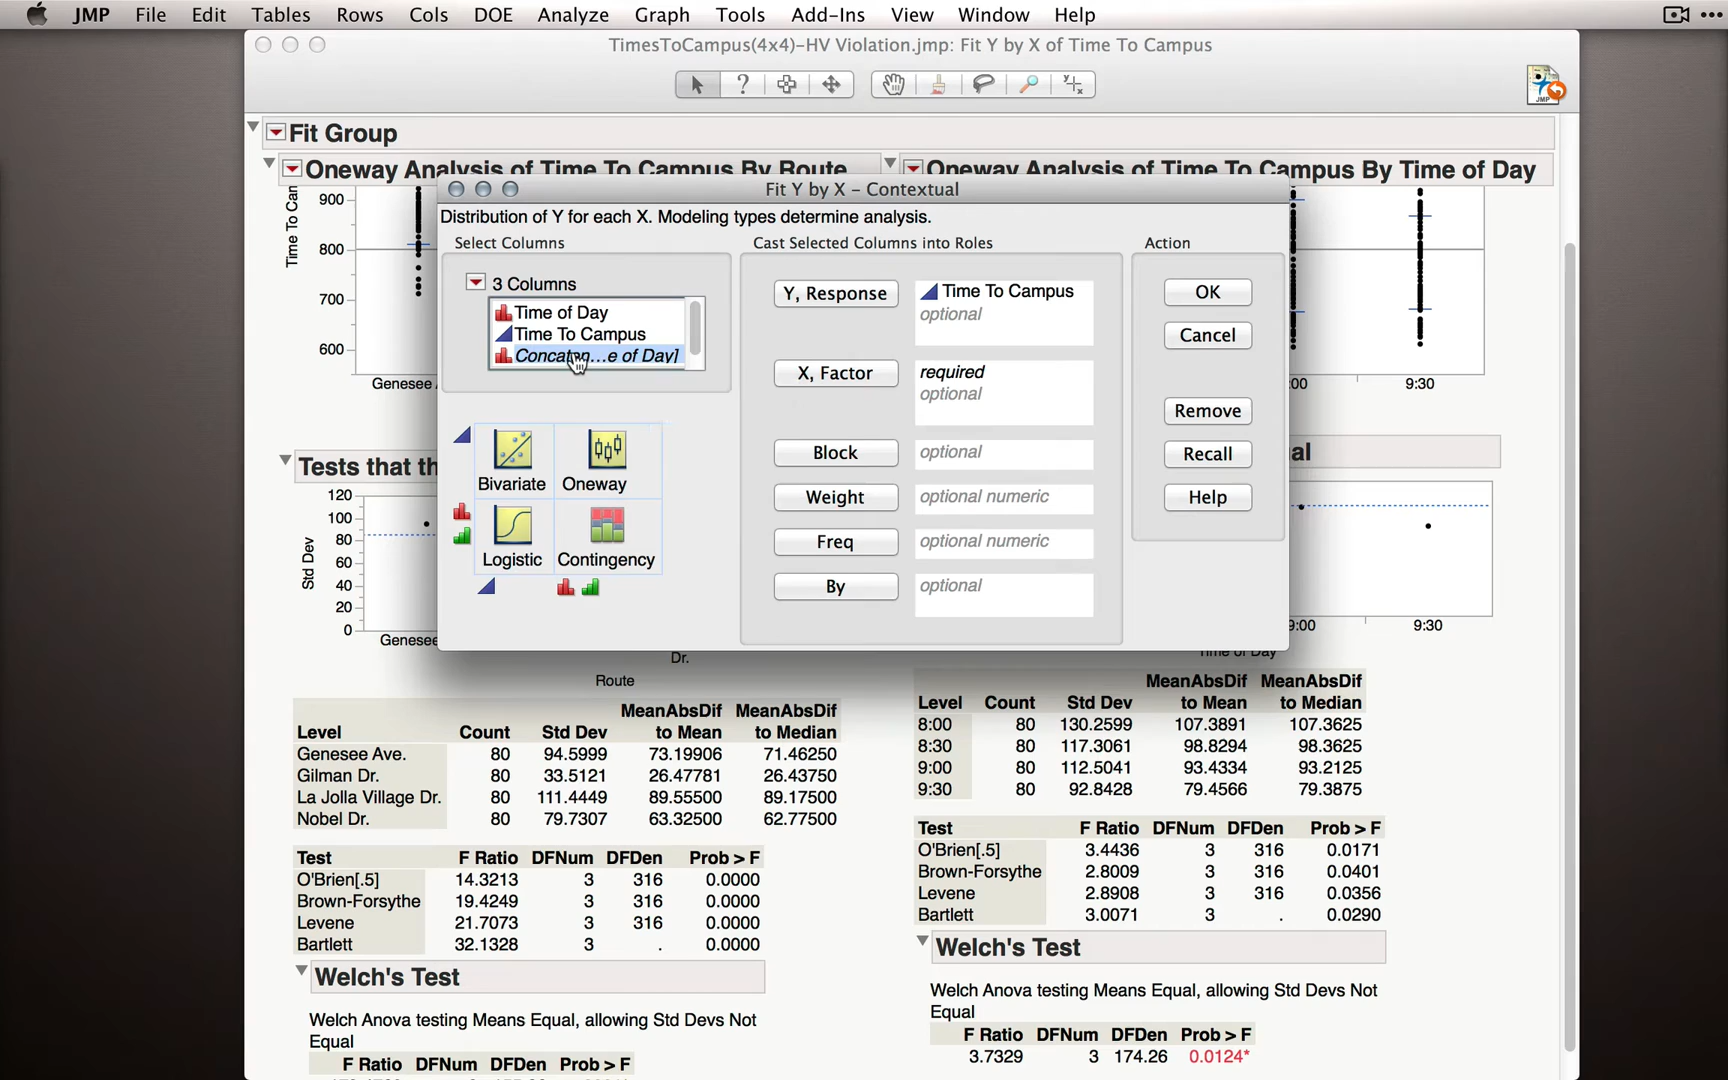 JMP File Edit Tables Rows Cols DOE Analyze Graph Tools Add-Ins View Window Help
TimesToCampus(4x4)-HV Violation.jmp: Fit Y by X of Time To Campus
JMP
Fit Group
Oneway Analysis of Time To Campus By Route
Oneway Analysis of Time To Campus By Time of Day
Fit Y by X – Contextual
Distribution of Y for each X. Modeling types determine analysis.
Select Columns
Cast Selected Columns into Roles
Action
3 Columns
Time of Day
Time To Campus
Concaten...e of Day]
Y, Response
Time To Campus
optional
X, Factor
required
optional
Block
optional
Weight
optional numeric
Freq
optional numeric
By
optional
OK
Cancel
Remove
Recall
Help
Bivariate
Oneway
Logistic
Contingency
Time To Can
900
800
700
600
Genesee
:00
9:30
Tests that th
al
Std Dev
120
100
80
60
40
20
0
Genese
Dr.
Route
9:00
9:30
Time of Day
Level Count Std Dev MeanAbsDif to Mean MeanAbsDif to Median
Genesee Ave. 80 94.5999 73.19906 71.46250
Gilman Dr. 80 33.5121 26.47781 26.43750
La Jolla Village Dr. 80 111.4449 89.55500 89.17500
Nobel Dr. 80 79.7307 63.32500 62.77500
Test F Ratio DFNum DFDen Prob > F
O'Brien[.5] 14.3213 3 316 0.0000
Brown-Forsythe 19.4249 3 316 0.0000
Levene 21.7073 3 316 0.0000
Bartlett 32.1328 3 . 0.0000
Welch's Test
Welch Anova testing Means Equal, allowing Std Devs Not
Equal
F Ratio DFNum DFDen Prob > F
Level Count Std Dev MeanAbsDif to Mean MeanAbsDif to Median
8:00 80 130.2599 107.3891 107.3625
8:30 80 117.3061 98.8294 98.3625
9:00 80 112.5041 93.4334 93.2125
9:30 80 92.8428 79.4566 79.3875
Test F Ratio DFNum DFDen Prob > F
O'Brien[.5] 3.4436 3 316 0.0171
Brown-Forsythe 2.8009 3 316 0.0401
Levene 2.8908 3 316 0.0356
Bartlett 3.0071 3 . 0.0290
Welch's Test
Welch Anova testing Means Equal, allowing Std Devs Not
Equal
F Ratio DFNum DFDen Prob > F
3.7329 3 174.26 0.0124*